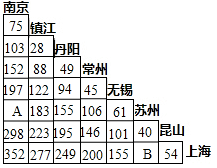 南京
75 镇江
103 28 丹阳
152 88 49 常州
197 122 94 45 无锡
A 183 155 106 61 苏州
298 223 195 146 101 40 昆山
352 277 249 200 155 B 54 上海